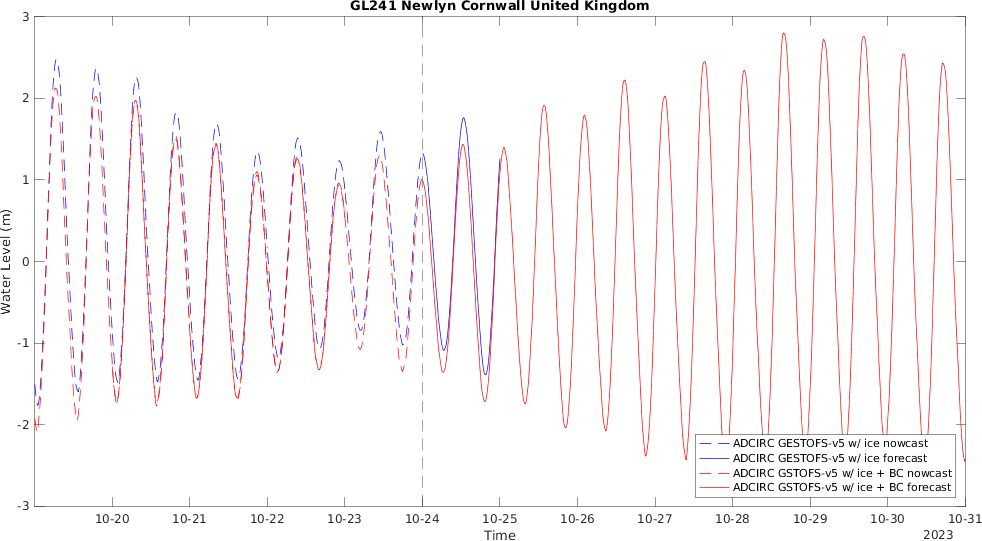 GL241 Newlyn Cornwall United Kingdom
3
2
1
0
-1
-2
-3
Water Level (m)
ADCIRC GESTOFS-v5 w/ ice nowcast
ADCIRC GESTOFS-v5 w/ ice forecast
ADCIRC GSTOFS-v5 w/ ice + BC nowcast
ADCIRC GSTOFS-v5 w/ ice + BC forecast
10-20 10-21 10-22 10-23 10-24 10-25 10-26 10-27 10-28 10-29 10-30 10-31
Time
2023